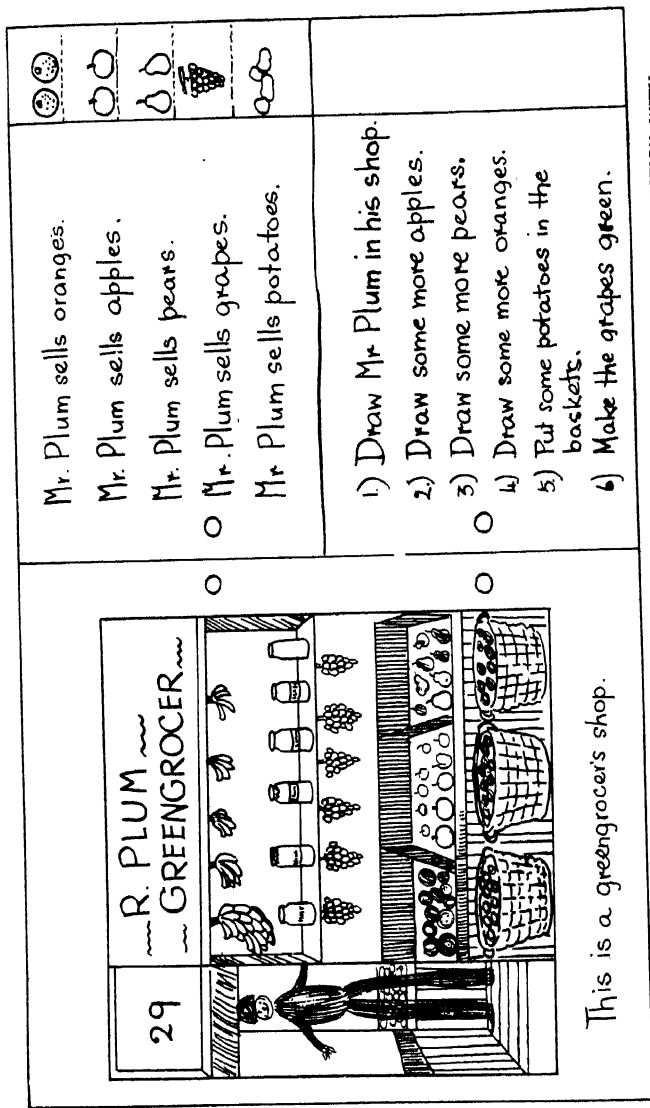 29
R. PLUM
GREENGROCER
This is a greengrocer's shop.
Mr. Plum sells oranges.
Mr. Plum sells apples.
Mr. Plum sells pears.
Mr. Plum sells grapes.
Mr Plum sells potatoes.
1.) Draw Mr Plum in his shop.
2.) Draw some more apples.
3.) Draw some more pears.
4.) Draw some more oranges.
5.) Put some potatoes in the
baskets.
6.) Make the grapes green.